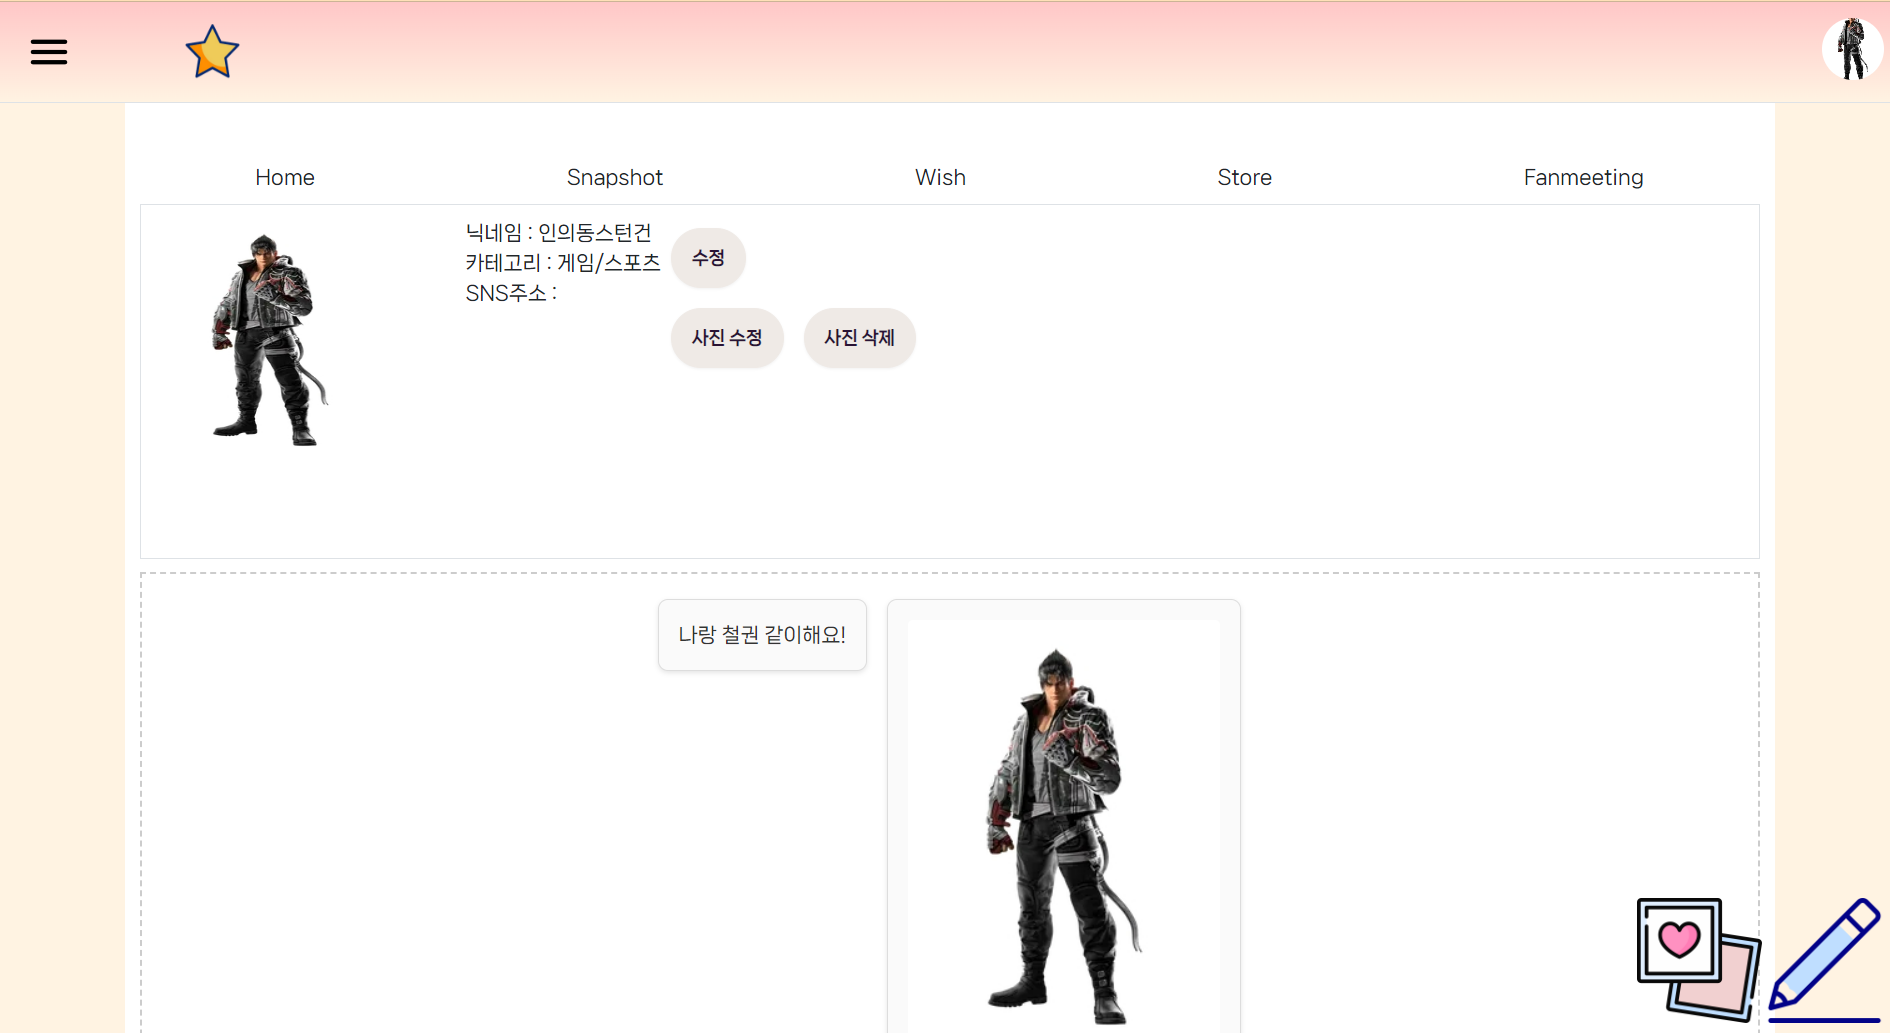 Home
Snapshot
Wish
Store
Fanmeeting
닉네임 : 인의동스턴건
카테고리 : 게임/스포츠
SNS주소 :
수정
사진 수정
사진 삭제
나랑 철권 같이해요!